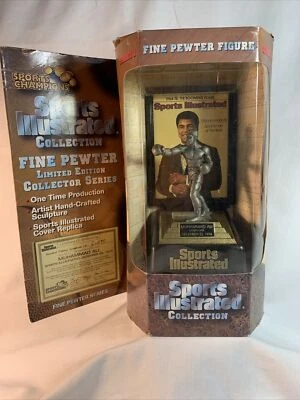 SPORTS
CHAMPIONS
Sports
Illustrated
COLLECTION
FINE PEWTER
LIMITED EDITION
COLLECTOR SERIES
One Time Production
Artist Hand-Crafted
Sculpture
Sports Illustrated
Cover Replica
MUHAMMAD ALI
FINE PEWTER SERIES
FINE PEWTER FIGURE
Sports Illustrated
MUHAMMAD ALI
Sports Illustrated
Sports
Illustrated
COLLECTION